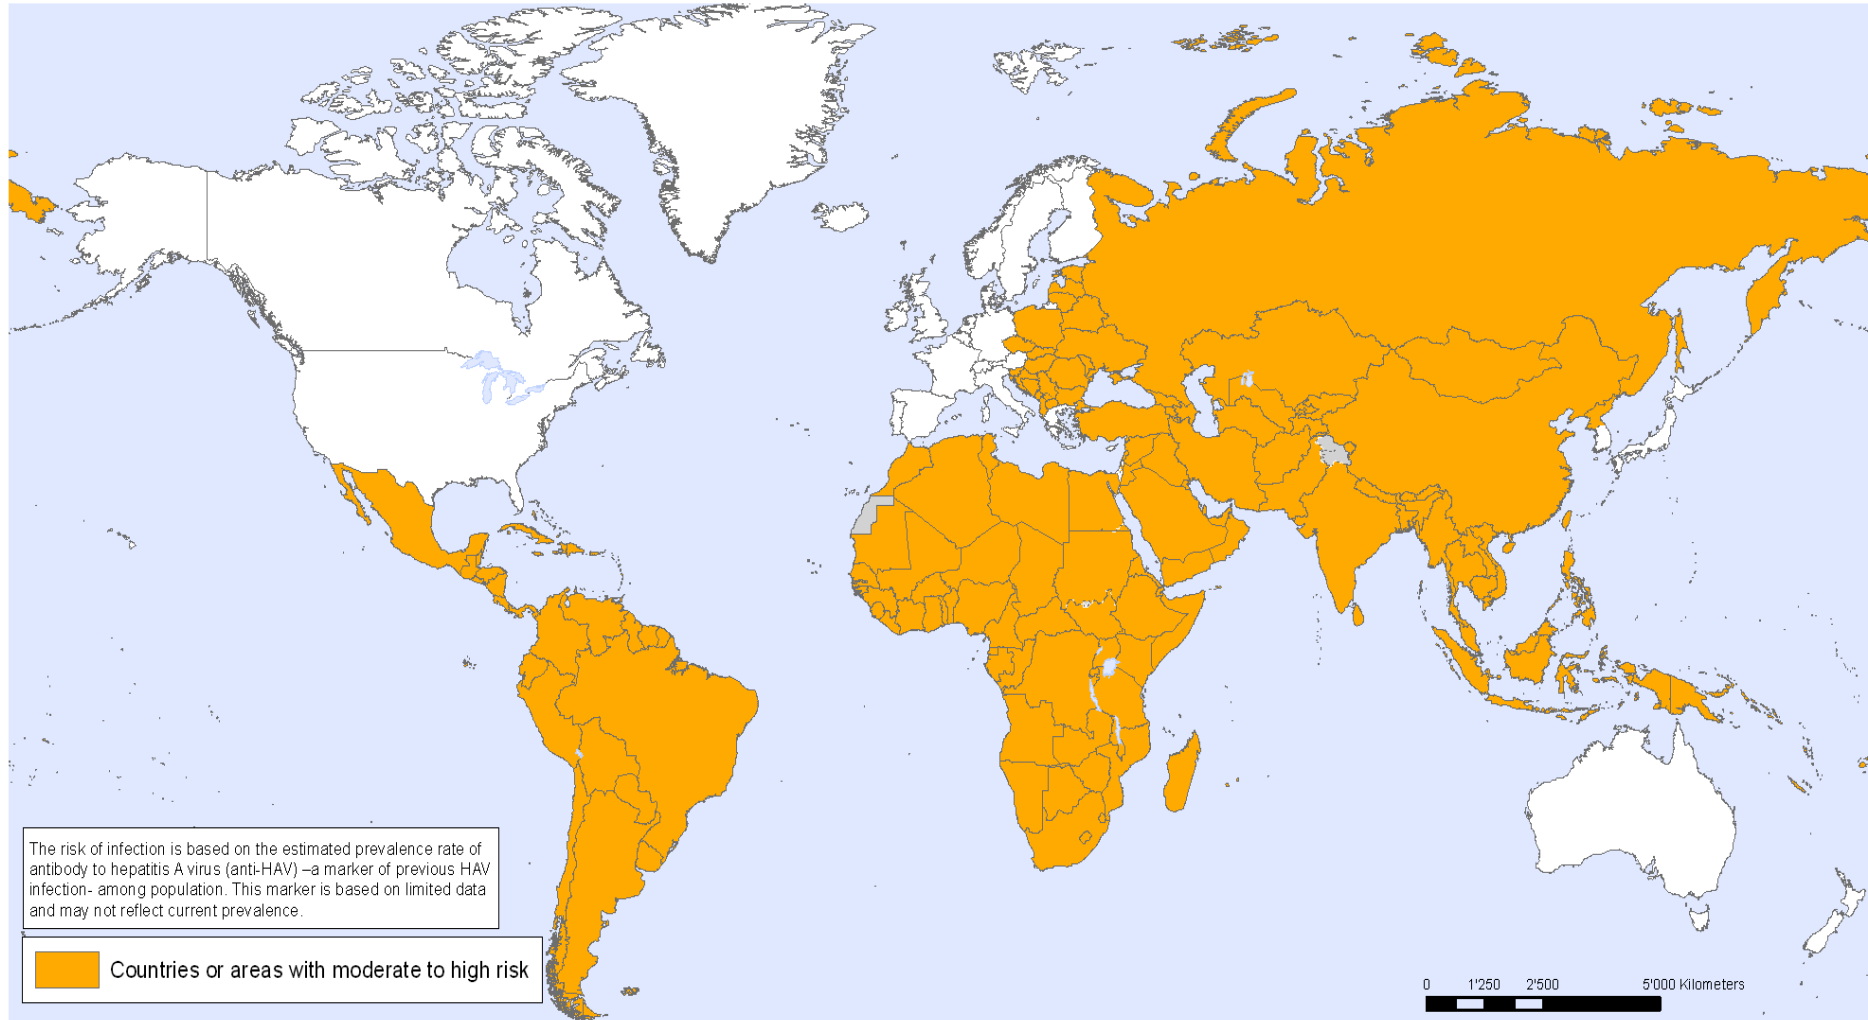 The risk of infection is based on the estimated prevalence rate of
antibody to hepatitis A virus (anti-HAV) –a marker of previous HAV
infection- among population. This marker is based on limited data
and may not reflect current prevalence.
Countries or areas with moderate to high risk
0 1'250 2'500 5'000 Kilometers